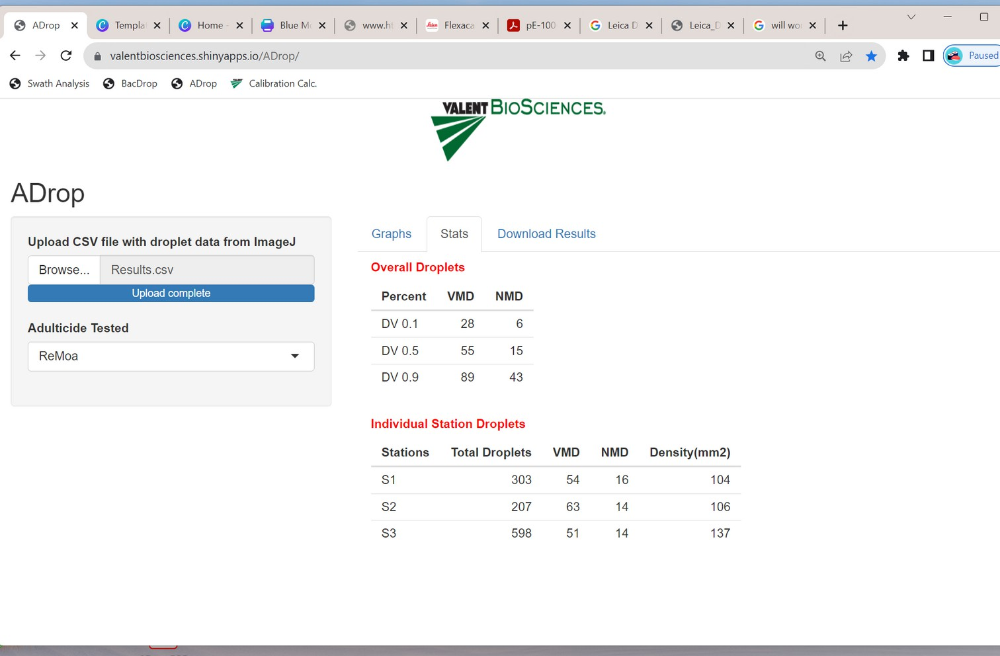 ADrop
Templa
Home -
Blue Mo
www.ht
Flexaca
pE-100
Leica D
Leica_D
will wo
valentbiosciences.shinyapps.io/ADrop/
Paused
Swath Analysis
BacDrop
ADrop
Calibration Calc.
VALENT BIOSCIENCES®
ADrop
Upload CSV file with droplet data from ImageJ
Browse... Results.csv
Upload complete
Adulticide Tested
ReMoa
Graphs Stats Download Results
Overall Droplets
Percent VMD NMD
DV 0.1 28 6
DV 0.5 55 15
DV 0.9 89 43
Individual Station Droplets
Stations Total Droplets VMD NMD Density(mm2)
S1 303 54 16 104
S2 207 63 14 106
S3 598 51 14 137